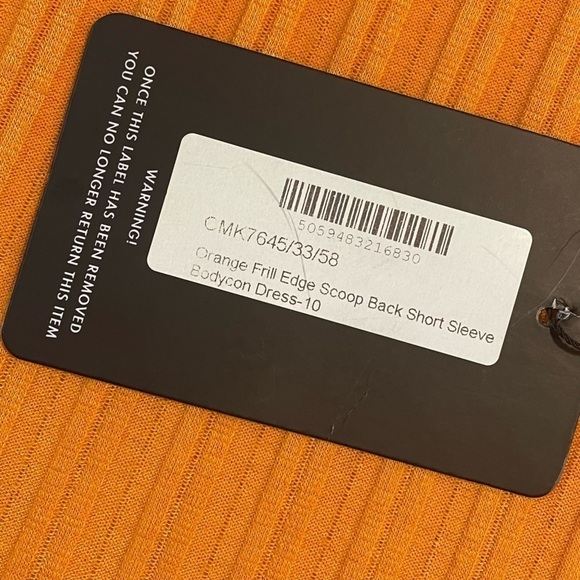 WARNING!
ONCE THIS LABEL HAS BEEN REMOVED
YOU CAN NO LONGER RETURN THIS ITEM
5059483216830
CMK7645/33/58
Orange Frill Edge Scoop Back Short Sleeve
Bodycon Dress-10